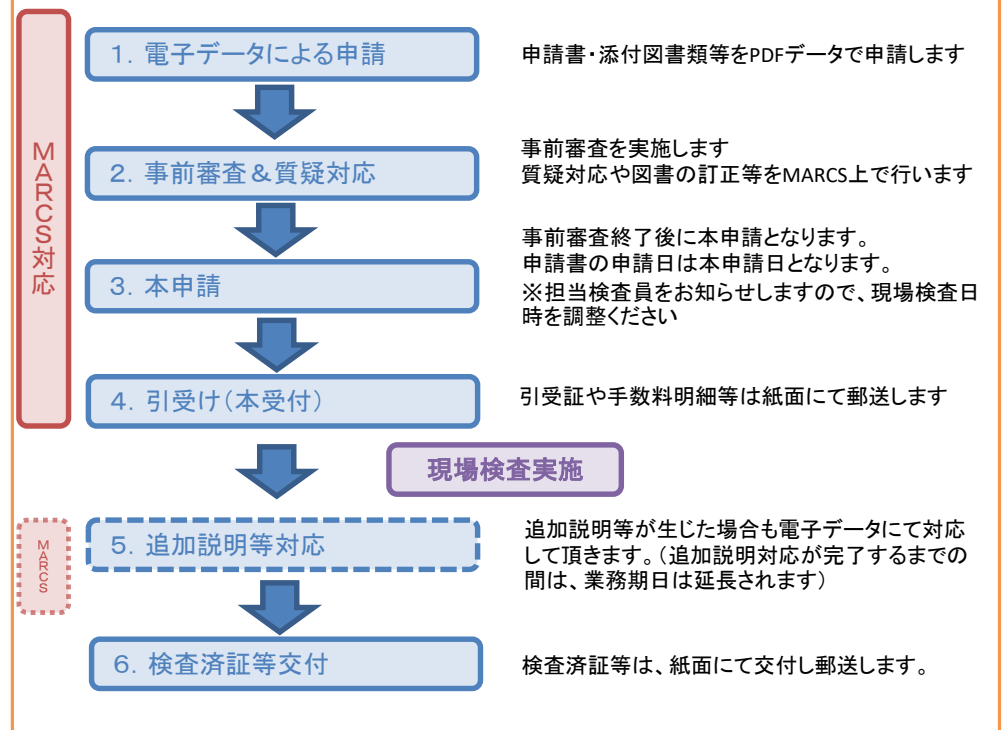 MARCS対応
1. 電子データによる申請
申請書・添付図書類等をPDFデータで申請します
2. 事前審査&質疑対応
事前審査を実施します
質疑対応や図書の訂正等をMARCS上で行います
3. 本申請
事前審査終了後に本申請となります。
申請書の申請日は本申請日となります。
※担当検査員をお知らせしますので、現場検査日
時を調整ください
4. 引受け(本受付)
引受証や手数料明細等は紙面にて郵送します
現場検査実施
MARCS
5. 追加説明等対応
追加説明等が生じた場合も電子データにて対応
して頂きます。(追加説明対応が完了するまでの
間は、業務期日は延長されます)
6. 検査済証等交付
検査済証等は、紙面にて交付し郵送します。